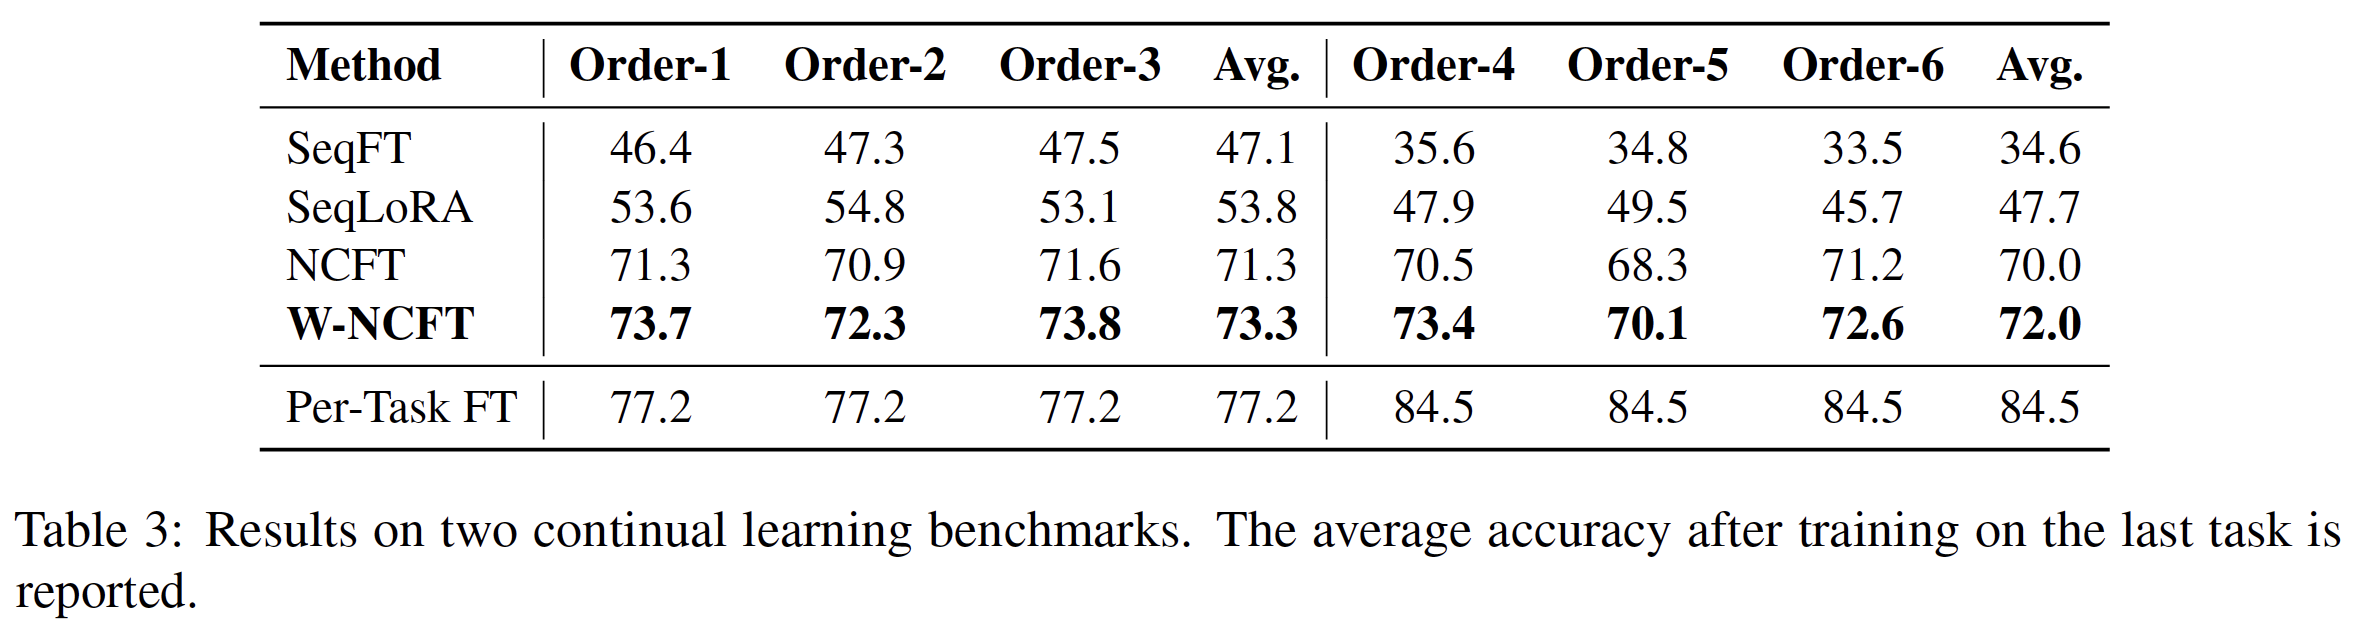 Method Order-1 Order-2 Order-3 Avg. Order-4 Order-5 Order-6 Avg.
SeqFT 46.4 47.3 47.5 47.1 35.6 34.8 33.5 34.6
SeqLoRA 53.6 54.8 53.1 53.8 47.9 49.5 45.7 47.7
NCFT 71.3 70.9 71.6 71.3 70.5 68.3 71.2 70.0
W-NCFT 73.7 72.3 73.8 73.3 73.4 70.1 72.6 72.0
Per-Task FT 77.2 77.2 77.2 77.2 84.5 84.5 84.5 84.5
Table 3: Results on two continual learning benchmarks. The average accuracy after training on the last task is
reported.